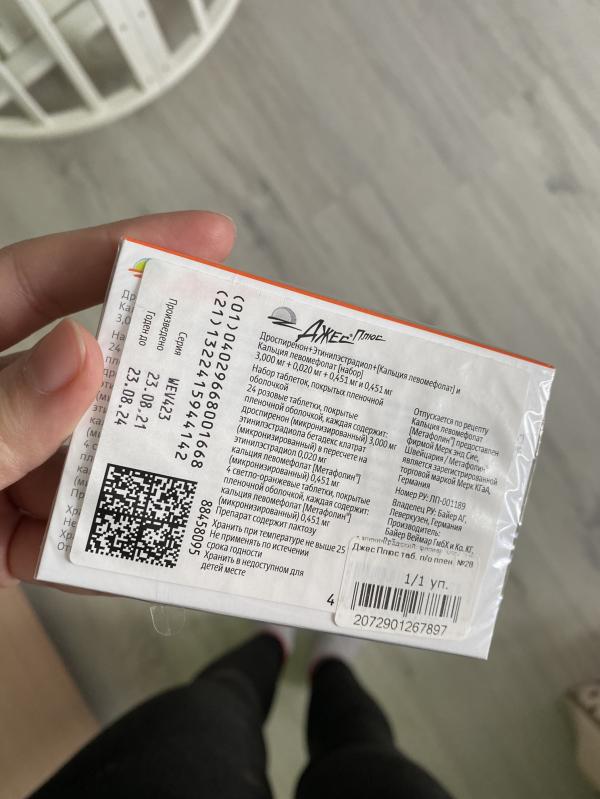 Джес® Плюс
Дроспиренон+Этинилэстрадиол+[Кальция левомефолат] и
Кальция левомефолат [набор]
3,000 мг + 0,020 мг + 0,451 мг и 0,451 мг
Набор таблеток, покрытых пленочной
оболочкой
24 розовые таблетки, покрытые
пленочной оболочкой, каждая содержит:
дроспиренон (микронизированный) 3,000 мг
этинилэстрадиола бетадекс клатрат
(микронизированный) в пересчете на
этинилэстрадиол 0,020 мг
кальция левомефолат [Метафолин®]
(микронизированный) 0,451 мг
4 светло-оранжевые таблетки, покрытые
пленочной оболочкой, каждая содержит:
кальция левомефолат [Метафолин®]
(микронизированный) 0,451 мг
Препарат содержит лактозу
Хранить при температуре не выше 25
Не применять по истечении
срока годности
Хранить в недоступном для
детей месте
Отпускается по рецепту
Кальция левомефолат
[Метафолин®] предоставлен
фирмой Мерк энд Сие,
Швейцария / Метафолин®
является зарегистрированной
торговой маркой Мерк КГаА,
Германия
Номер РУ: ЛП-001189
Владелец РУ: Байер АГ,
Леверкузен, Германия
Производитель:
Байер Веймар ГмбХ и Ко. КГ,
Джес Плюс таб. п/о плен. №28
1/1 уп.
2072901267897
4
(01)04029668001668
(21)1322V15244142
Серия WEV423
Произведено 23.08.21
Годен до 23.08.24
88458095